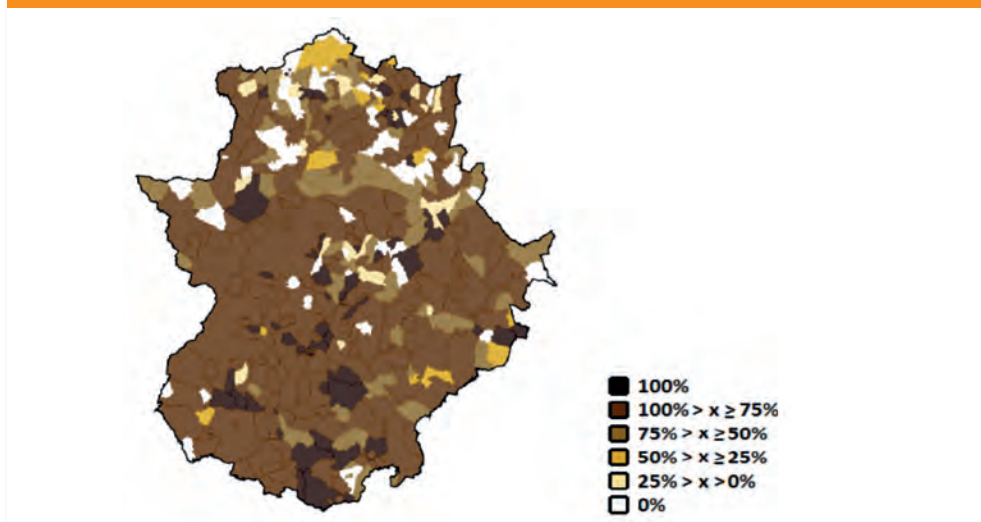 100%
100% > x ≥ 75%
75% > x ≥ 50%
50% > x ≥ 25%
25% > x > 0%
0%